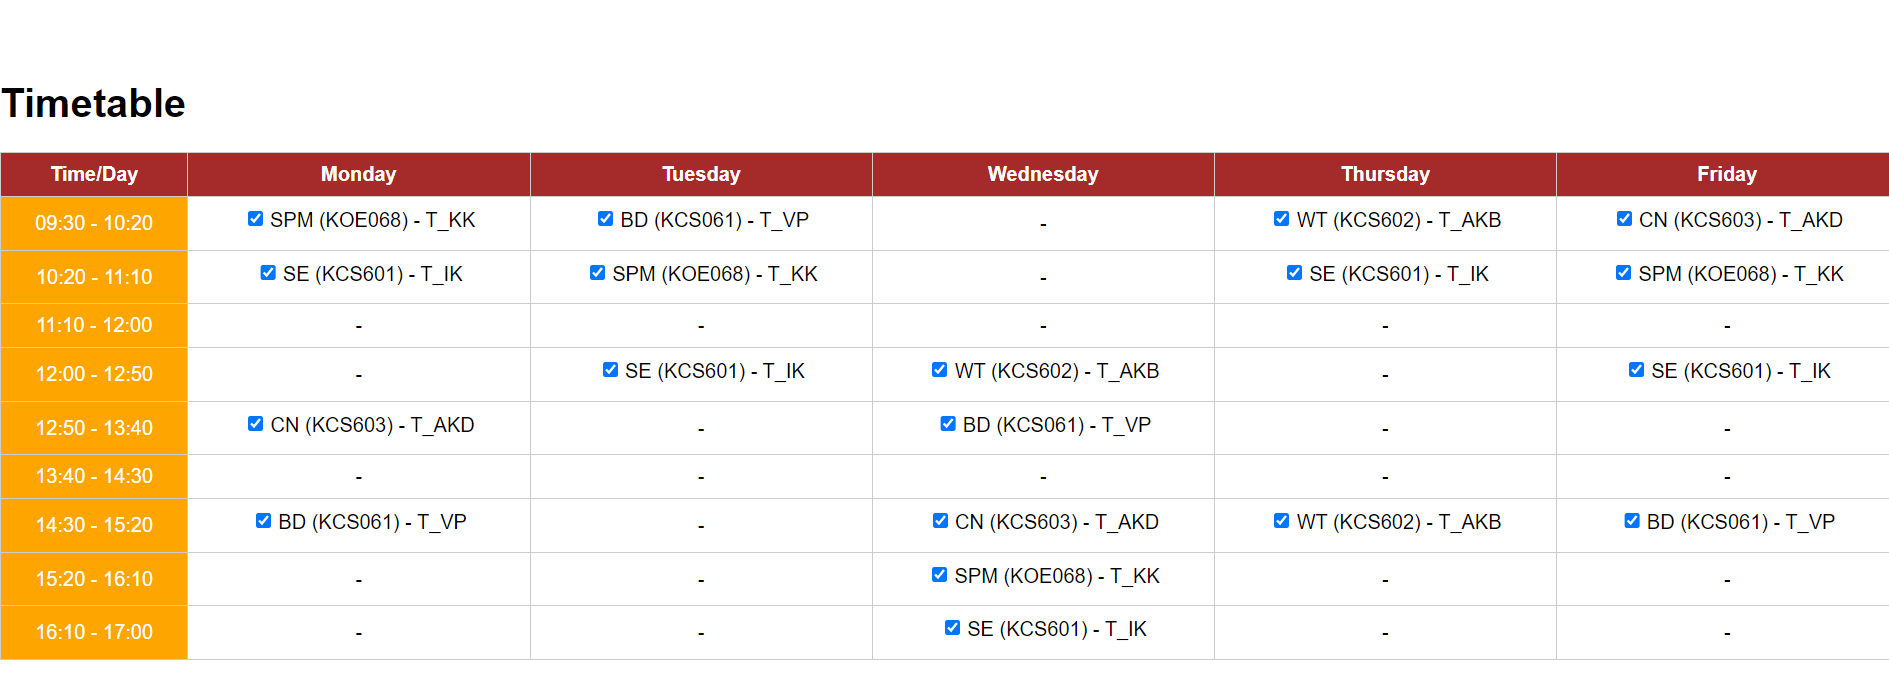 Timetable
Time/Day Monday Tuesday Wednesday Thursday Friday
09:30 - 10:20 SPM (KOE068) - T_KK BD (KCS061) - T_VP - WT (KCS602) - T_AKB CN (KCS603) - T_AKD
10:20 - 11:10 SE (KCS601) - T_IK SPM (KOE068) - T_KK - SE (KCS601) - T_IK SPM (KOE068) - T_KK
11:10 - 12:00 - - - - -
12:00 - 12:50 - SE (KCS601) - T_IK WT (KCS602) - T_AKB - SE (KCS601) - T_IK
12:50 - 13:40 CN (KCS603) - T_AKD - BD (KCS061) - T_VP - -
13:40 - 14:30 - - - - -
14:30 - 15:20 BD (KCS061) - T_VP - CN (KCS603) - T_AKD WT (KCS602) - T_AKB BD (KCS061) - T_VP
15:20 - 16:10 - - SPM (KOE068) - T_KK - -
16:10 - 17:00 - - SE (KCS601) - T_IK - -